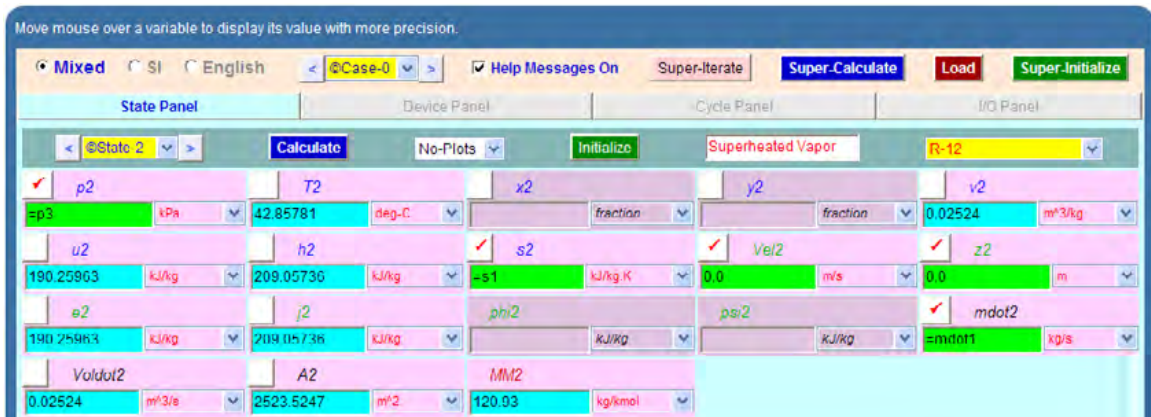 Move mouse over a variable to display its value with more precision.
Mixed SI English < ©Case-0 > Help Messages On Super-Iterate Super-Calculate Load Super-Initialize
State Panel Device Panel Cycle Panel I/O Panel
< ©State-2 > Calculate No-Plots Initialize Superheated Vapor R-12
p2 T2 x2 y2 v2
=p3 kPa 42.85781 deg-C fraction fraction 0.02524 m^3/kg
u2 h2 s2 Vel2 z2
190.25963 kJ/kg 209.05736 kJ/kg =s1 kJ/kg.K 0.0 m/s 0.0 m
e2 j2 phi2 psi2 mdot2
190.25963 kJ/kg 209.05736 kJ/kg kJ/kg kJ/kg =mdot1 kg/s
Voldot2 A2 MM2
0.02524 m^3/s 2523.5247 m^2 120.93 kg/kmol